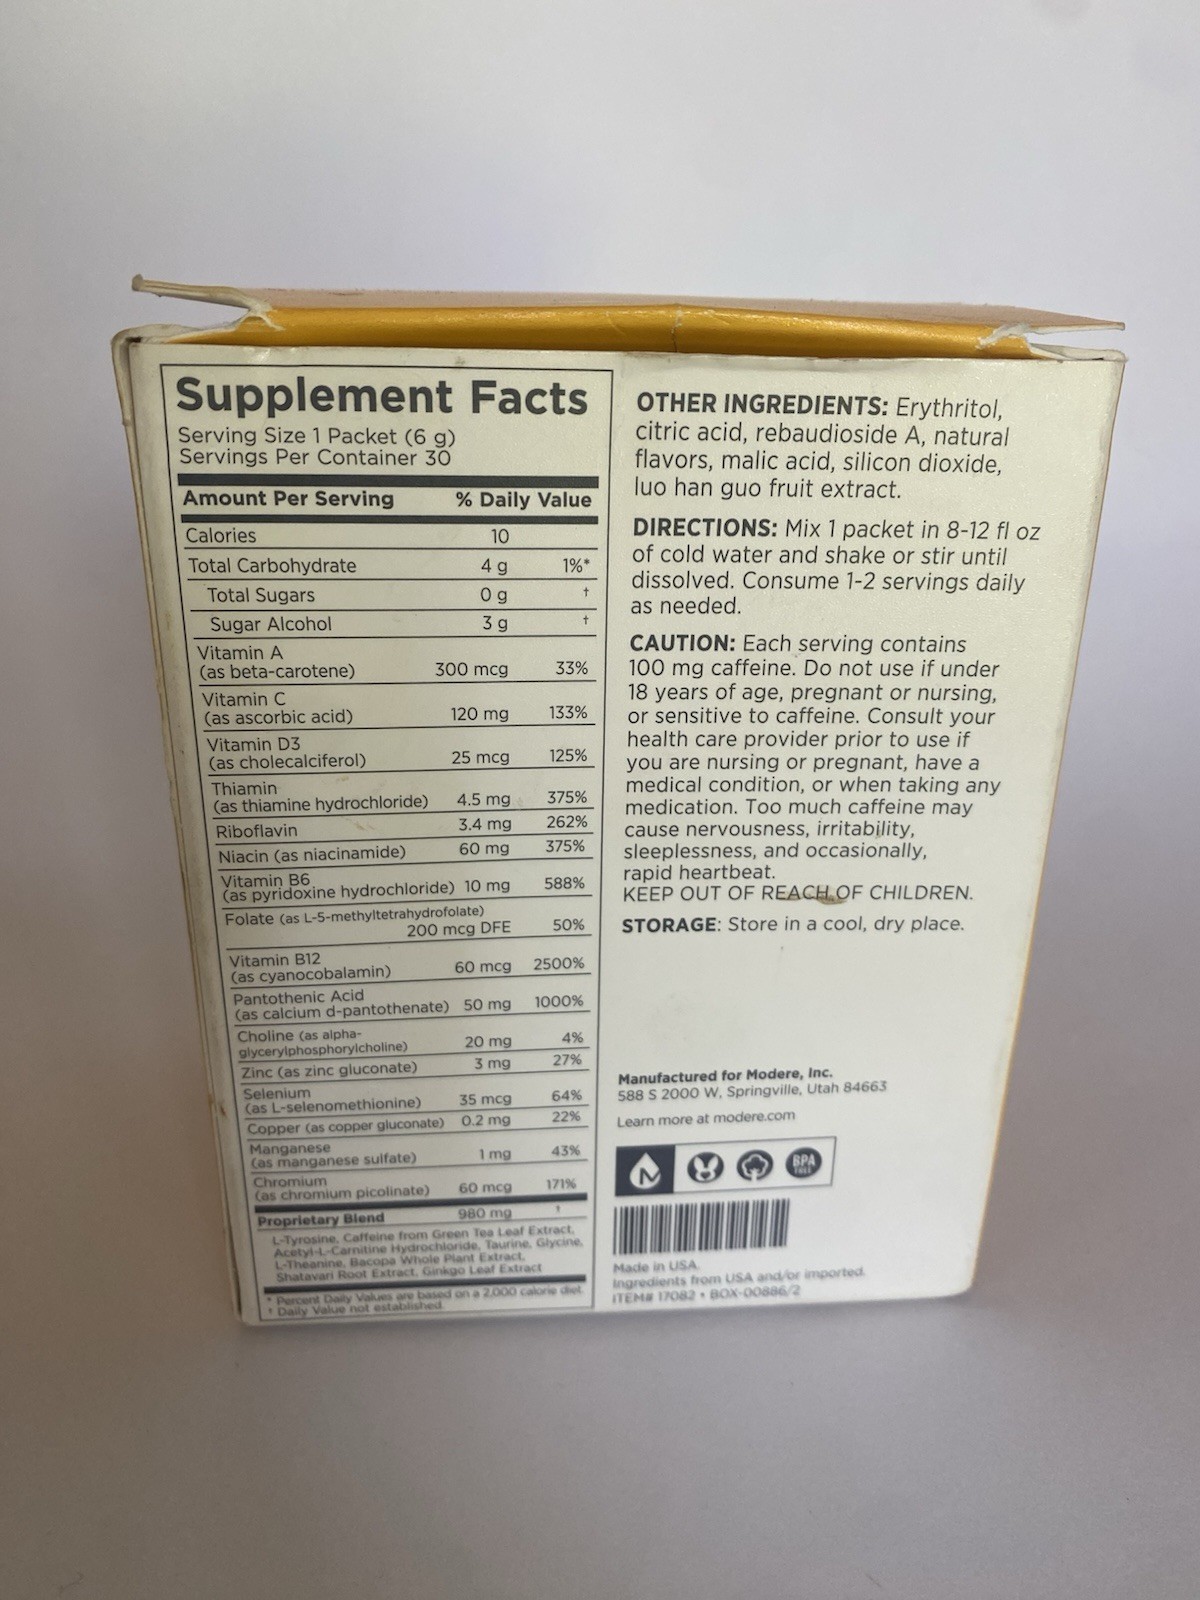 Supplement Facts
Serving Size 1 Packet (6 g)
Servings Per Container 30
Amount Per Serving % Daily Value
Calories 10
Total Carbohydrate 4 g 1%*
Total Sugars 0 g †
Sugar Alcohol 3 g †
Vitamin A
(as beta-carotene) 300 mcg 33%
Vitamin C
(as ascorbic acid) 120 mg 133%
Vitamin D3
(as cholecalciferol) 25 mcg 125%
Thiamin
(as thiamine hydrochloride) 4.5 mg 375%
Riboflavin 3.4 mg 262%
Niacin (as niacinamide) 60 mg 375%
Vitamin B6
(as pyridoxine hydrochloride) 10 mg 588%
Folate (as L-5-methyltetrahydrofolate)
200 mcg DFE 50%
Vitamin B12
(as cyanocobalamin) 60 mcg 2500%
Pantothenic Acid
(as calcium d-pantothenate) 50 mg 1000%
Choline (as alpha-
glycerylphosphorylcholine) 20 mg 4%
Zinc (as zinc gluconate) 3 mg 27%
Selenium
(as L-selenomethionine) 35 mcg 64%
Copper (as copper gluconate) 0.2 mg 22%
Manganese
(as manganese sulfate) 1 mg 43%
Chromium
(as chromium picolinate) 60 mcg 171%
Proprietary Blend 980 mg †
L-Tyrosine, Caffeine from Green Tea Leaf Extract,
Acetyl-L-Carnitine Hydrochloride, Taurine, Glycine,
L-Theanine, Bacopa Whole Plant Extract,
Shatavari Root Extract, Ginkgo Leaf Extract
* Percent Daily Values are based on a 2,000 calorie diet.
† Daily Value not established.
OTHER INGREDIENTS: Erythritol,
citric acid, rebaudioside A, natural
flavors, malic acid, silicon dioxide,
luo han guo fruit extract.
DIRECTIONS: Mix 1 packet in 8-12 fl oz
of cold water and shake or stir until
dissolved. Consume 1-2 servings daily
as needed.
CAUTION: Each serving contains
100 mg caffeine. Do not use if under
18 years of age, pregnant or nursing,
or sensitive to caffeine. Consult your
health care provider prior to use if
you are nursing or pregnant, have a
medical condition, or when taking any
medication. Too much caffeine may
cause nervousness, irritability,
sleeplessness, and occasionally,
rapid heartbeat.
KEEP OUT OF REACH OF CHILDREN.
STORAGE: Store in a cool, dry place.
Manufactured for Modere, Inc.
588 S 2000 W, Springville, Utah 84663
Learn more at modere.com
BPA
FREE
Made in USA.
Ingredients from USA and/or imported.
ITEM# 17082 • BOX-00886/2